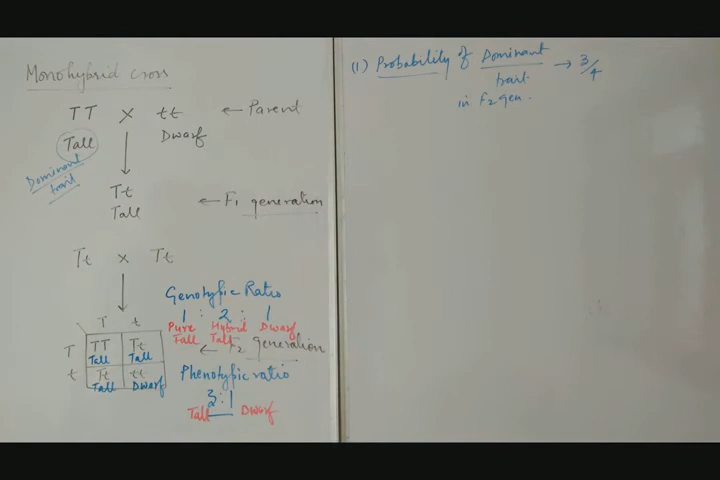 Monohybrid cross
TT × tt ← Parent
Tall Dwarf
Dominant
trait
Tt
Tall
← F1 generation
Tt × Tt
Genotypic Ratio
1 : 2 : 1
Pure Hybrid Dwarf
Tall Tall
← F2 generation
T t
T TT Tt
Tall Tall
t Tt tt
Tall Dwarf
Phenotypic ratio
3:1
Tall Dwarf
(1) Probability of Dominant
trait → 3/4
in F2 gen.